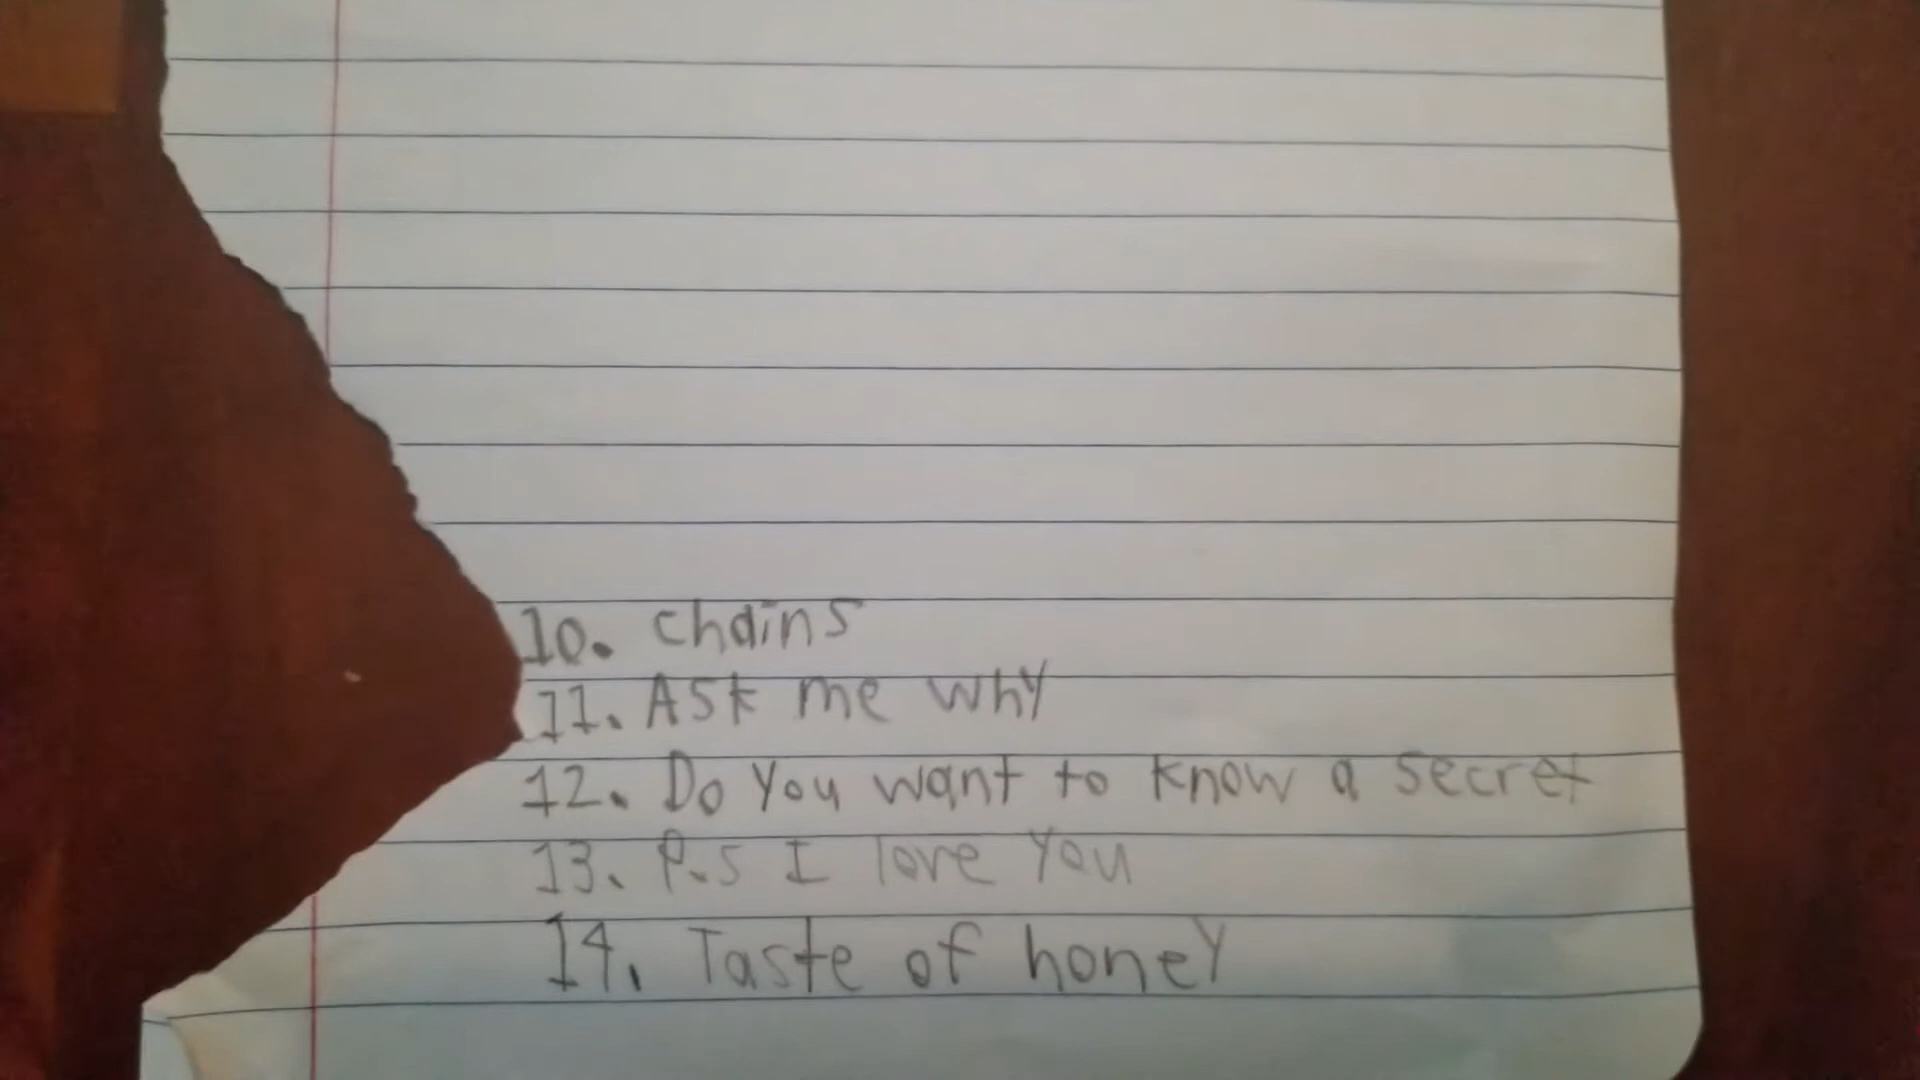 10. Chains
11. Ask me why
12. Do you want to know a secret
13. P.s I love you
14. Taste of honey